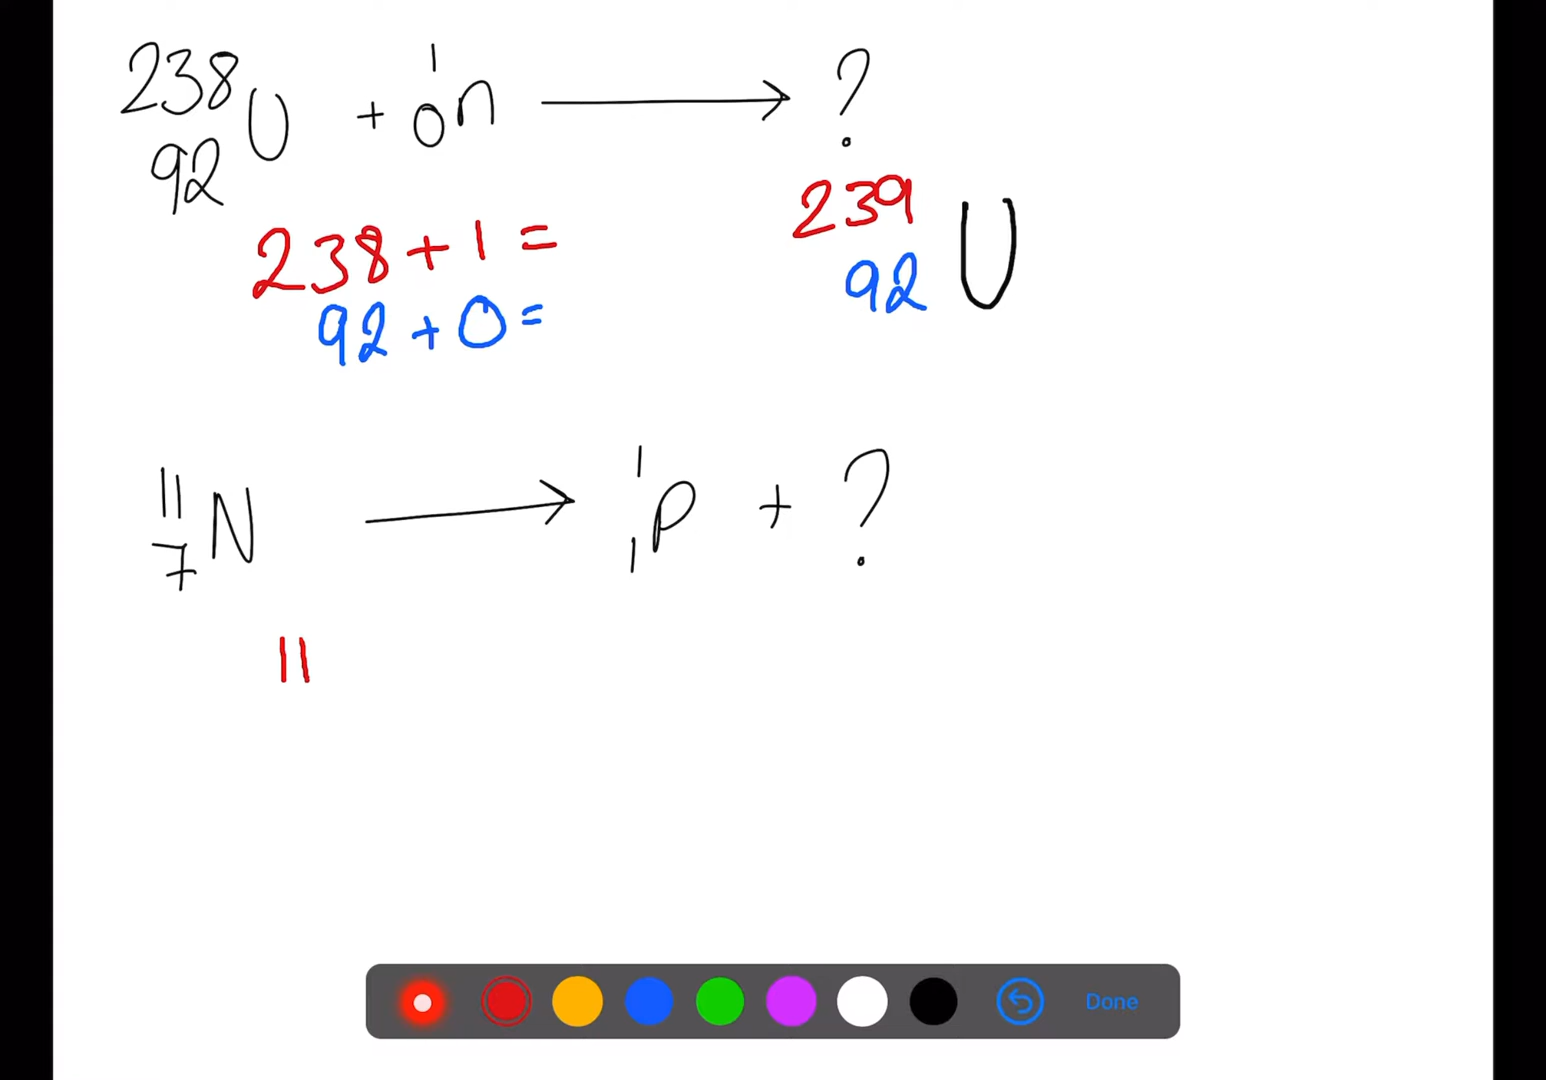 238 92 U + 1 0 n ⟶ ?
238 + 1 = 239
92 + 0 = 92 U
11 7 N ⟶ 1 1 p + ?
11
Done